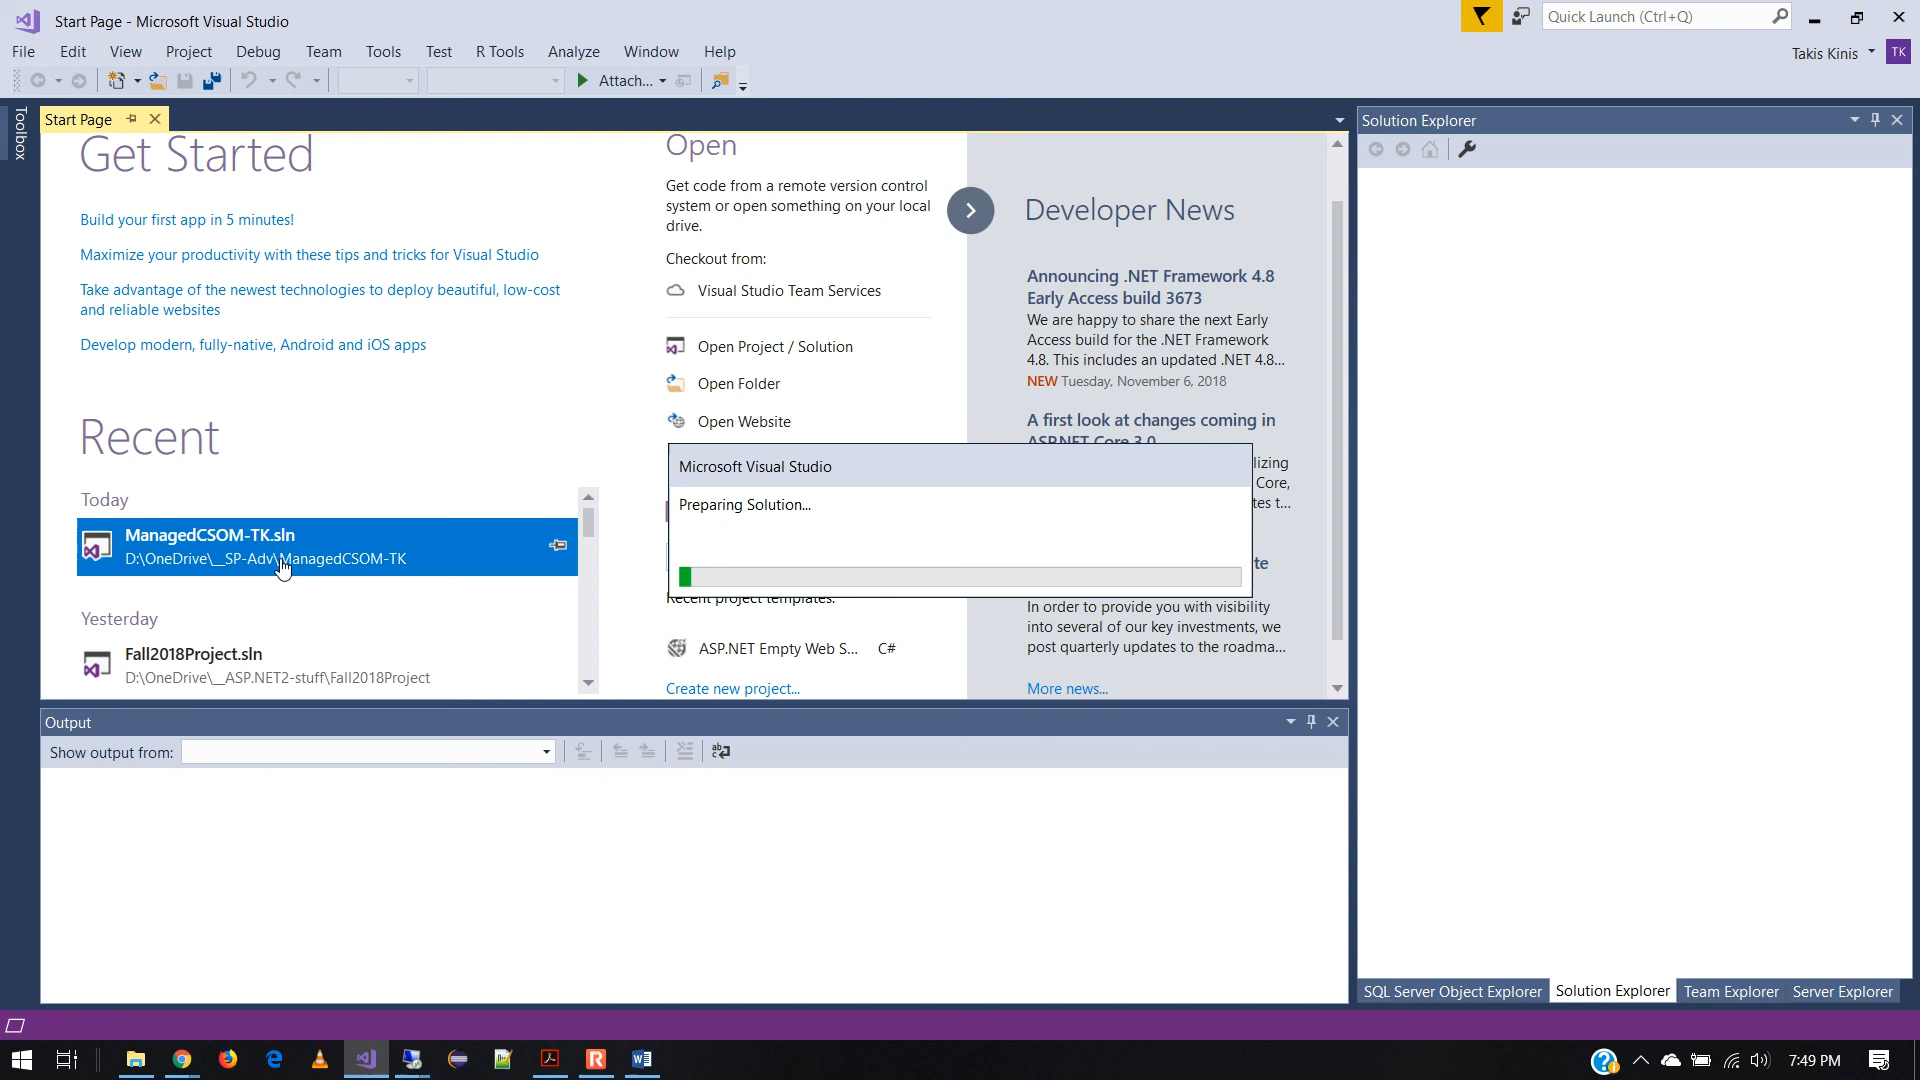 Start Page - Microsoft Visual Studio
Quick Launch (Ctrl+Q)
File Edit View Project Debug Team Tools Test R Tools Analyze Window Help
Takis Kinis
TK
Attach...
Toolbox
Start Page
Get Started
Build your first app in 5 minutes!
Maximize your productivity with these tips and tricks for Visual Studio
Take advantage of the newest technologies to deploy beautiful, low-cost
and reliable websites
Develop modern, fully-native, Android and iOS apps
Recent
Today
ManagedCSOM-TK.sln
D:\OneDrive\__SP-Adv\ManagedCSOM-TK
Yesterday
Fall2018Project.sln
D:\OneDrive\__ASP.NET2-stuff\Fall2018Project
Open
Get code from a remote version control
system or open something on your local
drive.
Checkout from:
Visual Studio Team Services
Open Project / Solution
Open Folder
Open Website
Microsoft Visual Studio
Preparing Solution...
Recent project templates:
ASP.NET Empty Web S... C#
Create new project...
Developer News
Announcing .NET Framework 4.8
Early Access build 3673
We are happy to share the next Early
Access build for the .NET Framework
4.8. This includes an updated .NET 4.8...
NEW Tuesday, November 6, 2018
A first look at changes coming in
ASP.NET Core 3.0
lizing
Core,
tes t...
te
In order to provide you with visibility
into several of our key investments, we
post quarterly updates to the roadma...
More news...
Output
Show output from:
Solution Explorer
SQL Server Object Explorer Solution Explorer Team Explorer Server Explorer
7:49 PM